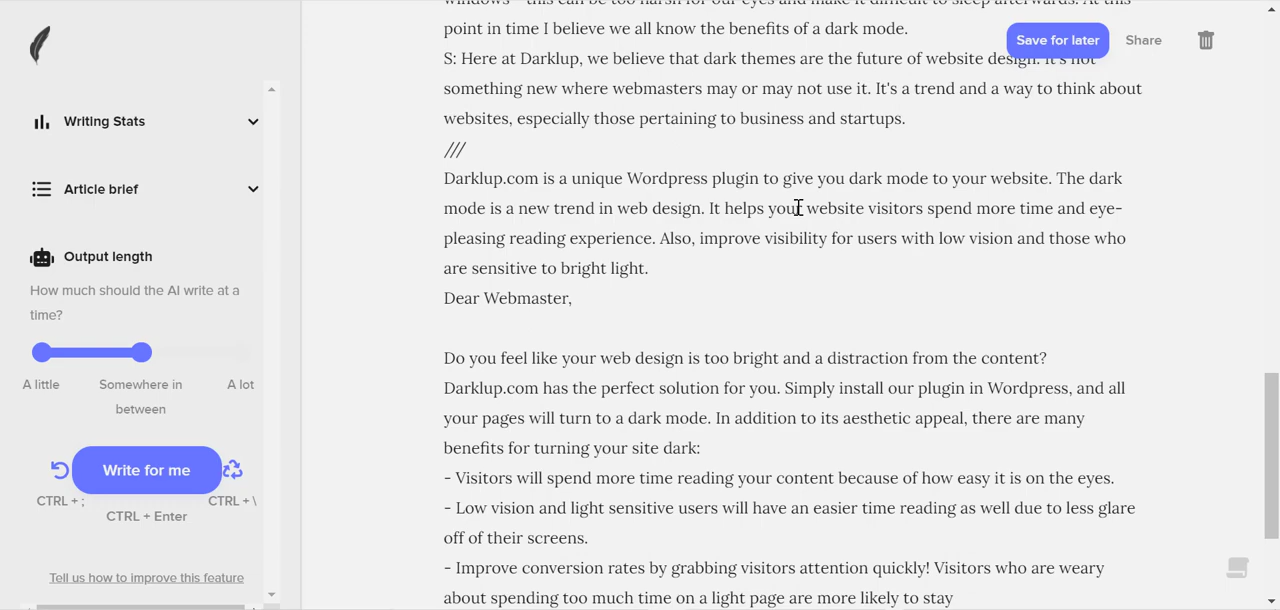 Writing Stats
Article brief
Output length
How much should the AI write at a
time?
A little
Somewhere in
between
A lot
Write for me
CTRL + ;
CTRL + \
CTRL + Enter
Tell us how to improve this feature
Save for later
Share
point in time I believe we all know the benefits of a dark mode.
S: Here at Darklup, we believe that dark themes are the future of website design. It's not
something new where webmasters may or may not use it. It's a trend and a way to think about
websites, especially those pertaining to business and startups.
///
Darklup.com is a unique Wordpress plugin to give you dark mode to your website. The dark
mode is a new trend in web design. It helps your website visitors spend more time and eye-
pleasing reading experience. Also, improve visibility for users with low vision and those who
are sensitive to bright light.
Dear Webmaster,
Do you feel like your web design is too bright and a distraction from the content?
Darklup.com has the perfect solution for you. Simply install our plugin in Wordpress, and all
your pages will turn to a dark mode. In addition to its aesthetic appeal, there are many
benefits for turning your site dark:
- Visitors will spend more time reading your content because of how easy it is on the eyes.
- Low vision and light sensitive users will have an easier time reading as well due to less glare
off of their screens.
- Improve conversion rates by grabbing visitors attention quickly! Visitors who are weary
about spending too much time on a light page are more likely to stay